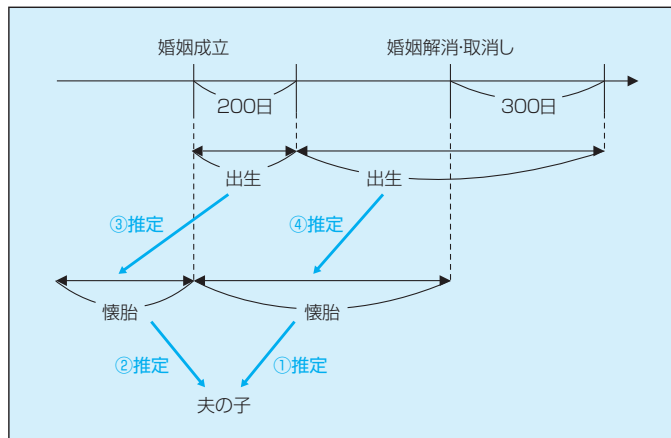 婚姻成立
婚姻解消・取消し
200日
300日
出生
出生
③推定
④推定
懐胎
懐胎
②推定
①推定
夫の子